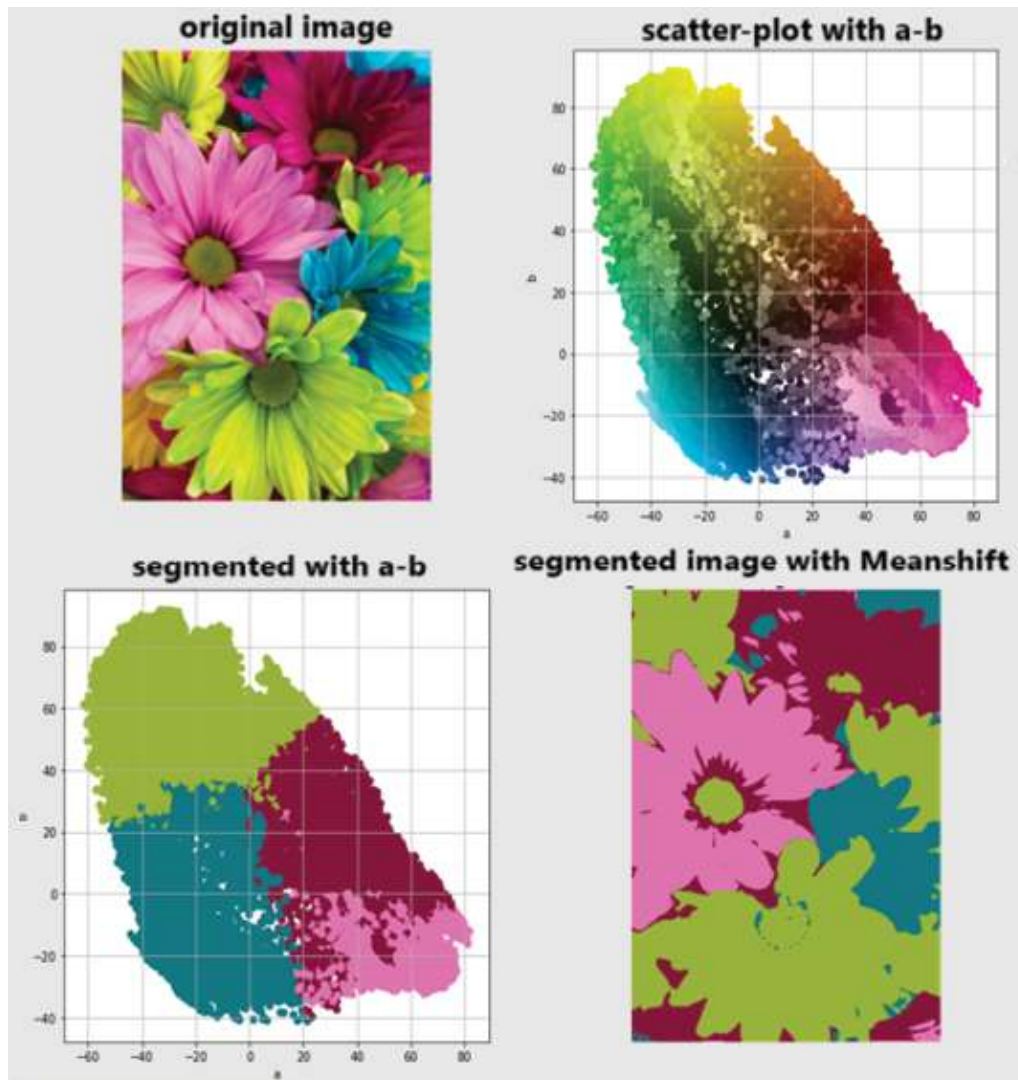 original image
scatter-plot with a-b
80
60
40
20
0
−20
−40
b
−60 −40 −20 0 20 40 60 80
a
segmented with a-b
80
60
40
20
0
−20
−40
−60 −40 −20 0 20 40 60 80
a
segmented image with Meanshift